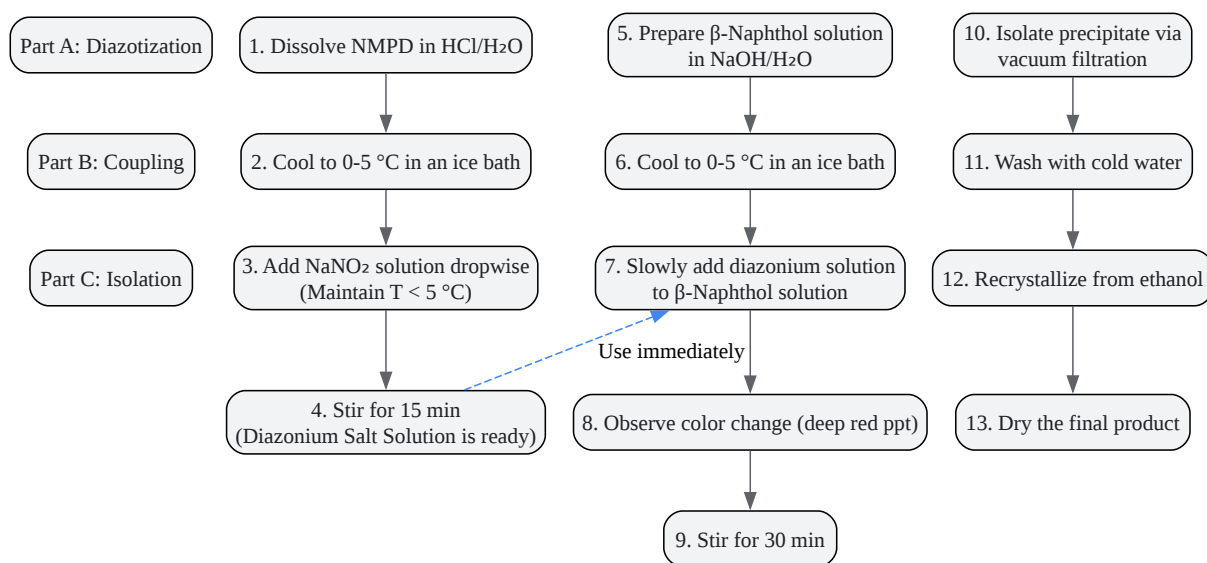 Part A: Diazotization
Part B: Coupling
Part C: Isolation
1. Dissolve NMPD in HCl/H₂O
2. Cool to 0-5 °C in an ice bath
3. Add NaNO₂ solution dropwise
(Maintain T < 5 °C)
4. Stir for 15 min
(Diazonium Salt Solution is ready)
Use immediately
5. Prepare β-Naphthol solution
in NaOH/H₂O
6. Cool to 0-5 °C in an ice bath
7. Slowly add diazonium solution
to β-Naphthol solution
8. Observe color change (deep red ppt)
9. Stir for 30 min
10. Isolate precipitate via
vacuum filtration
11. Wash with cold water
12. Recrystallize from ethanol
13. Dry the final product